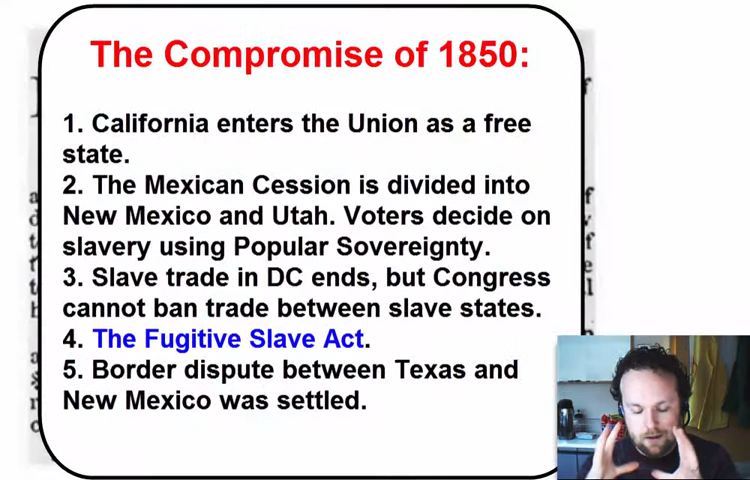 The Compromise of 1850:
1. California enters the Union as a free
state.
2. The Mexican Cession is divided into
New Mexico and Utah. Voters decide on
slavery using Popular Sovereignty.
3. Slave trade in DC ends, but Congress
cannot ban trade between slave states.
4. The Fugitive Slave Act.
5. Border dispute between Texas and
New Mexico was settled.